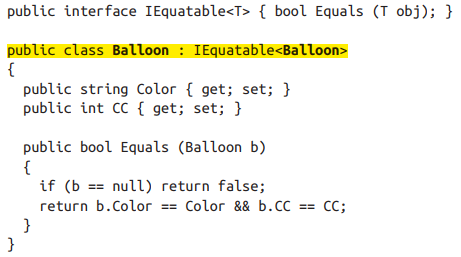 public interface IEquatable<T> { bool Equals (T obj); }
public class Balloon : IEquatable<Balloon>
{
public string Color { get; set; }
public int CC { get; set; }
public bool Equals (Balloon b)
{
if (b == null) return false;
return b.Color == Color && b.CC == CC;
}
}